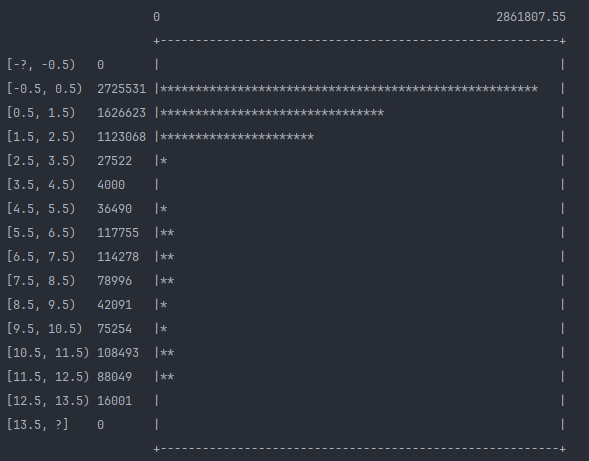 0                                                2861807.55
                     +---------------------------------------------------------+
[-?, -0.5)   0       |                                                         |
[-0.5, 0.5)  2725531 |******************************************************   |
[0.5, 1.5)   1626623 |********************************                         |
[1.5, 2.5)   1123068 |**********************                                   |
[2.5, 3.5)   27522   |*                                                        |
[3.5, 4.5)   4000    |                                                         |
[4.5, 5.5)   36490   |*                                                        |
[5.5, 6.5)   117755  |**                                                       |
[6.5, 7.5)   114278  |**                                                       |
[7.5, 8.5)   78996   |**                                                       |
[8.5, 9.5)   42091   |*                                                        |
[9.5, 10.5)  75254   |*                                                        |
[10.5, 11.5) 108493  |**                                                       |
[11.5, 12.5) 88049   |**                                                       |
[12.5, 13.5) 16001   |                                                         |
[13.5, ?]    0       |                                                         |
                     +---------------------------------------------------------+